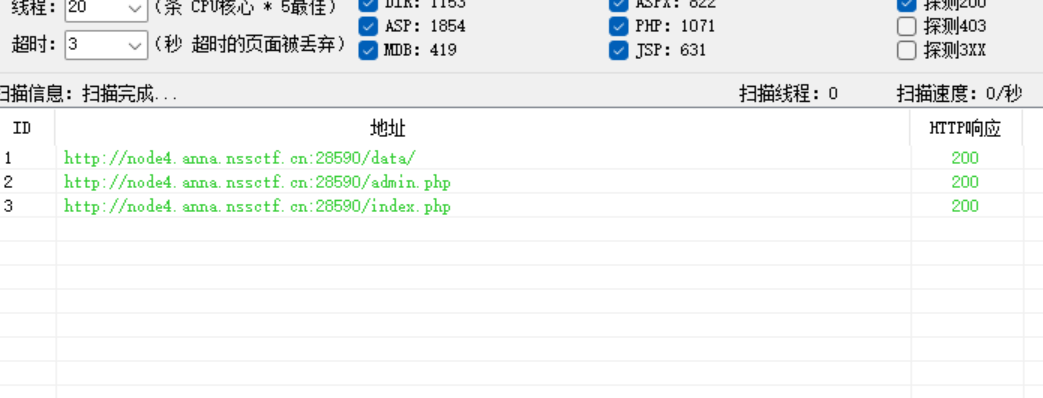 线程: 20 (条 CPU核心 * 5最佳) DIR: 1153 ASPX: 822 探测200
超时: 3 (秒 超时的页面被丢弃) ASP: 1854 PHP: 1071 探测403
MDB: 419 JSP: 631 探测3XX
扫描信息: 扫描完成... 扫描线程: 0 扫描速度: 0/秒
ID 地址 HTTP响应
1 http://node4.anna.nssctf.cn:28590/data/ 200
2 http://node4.anna.nssctf.cn:28590/admin.php 200
3 http://node4.anna.nssctf.cn:28590/index.php 200